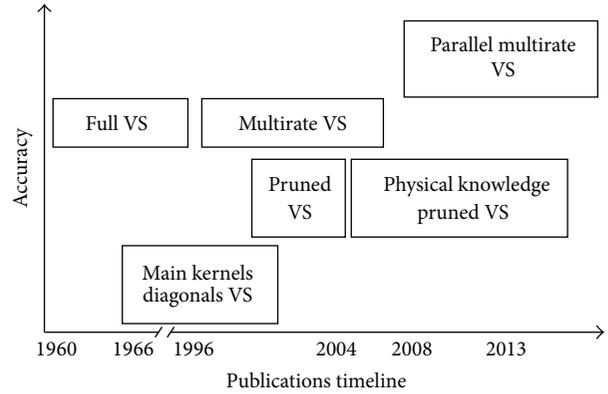 Parallel multirate
VS
Full VS
Multirate VS
Pruned
VS
Physical knowledge
pruned VS
Main kernels
diagonals VS
Accuracy
1960 1966 1996 2004 2008 2013
Publications timeline